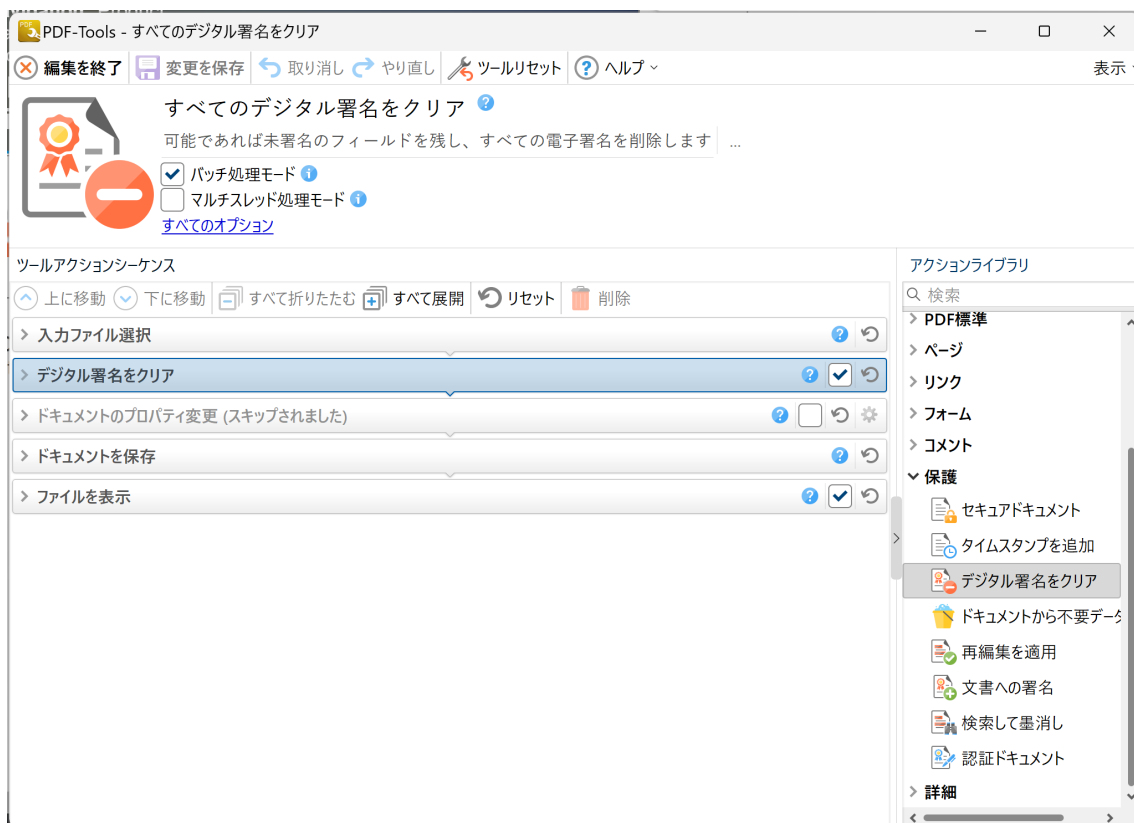 PDF-Tools - すべてのデジタル署名をクリア
編集を終了 変更を保存 取り消し やり直し ツールリセット ヘルプ 表示
すべてのデジタル署名をクリア
可能であれば未署名のフィールドを残し、すべての電子署名を削除します ...
バッチ処理モード
マルチスレッド処理モード
すべてのオプション
ツールアクションシーケンス
上に移動 下に移動 すべて折りたたむ すべて展開 リセット 削除
入力ファイル選択
デジタル署名をクリア
ドキュメントのプロパティ変更 (スキップされました)
ドキュメントを保存
ファイルを表示
アクションライブラリ
検索
PDF標準
ページ
リンク
フォーム
コメント
保護
セキュアドキュメント
タイムスタンプを追加
デジタル署名をクリア
ドキュメントから不要データ
再編集を適用
文書への署名
検索して墨消し
認証ドキュメント
詳細